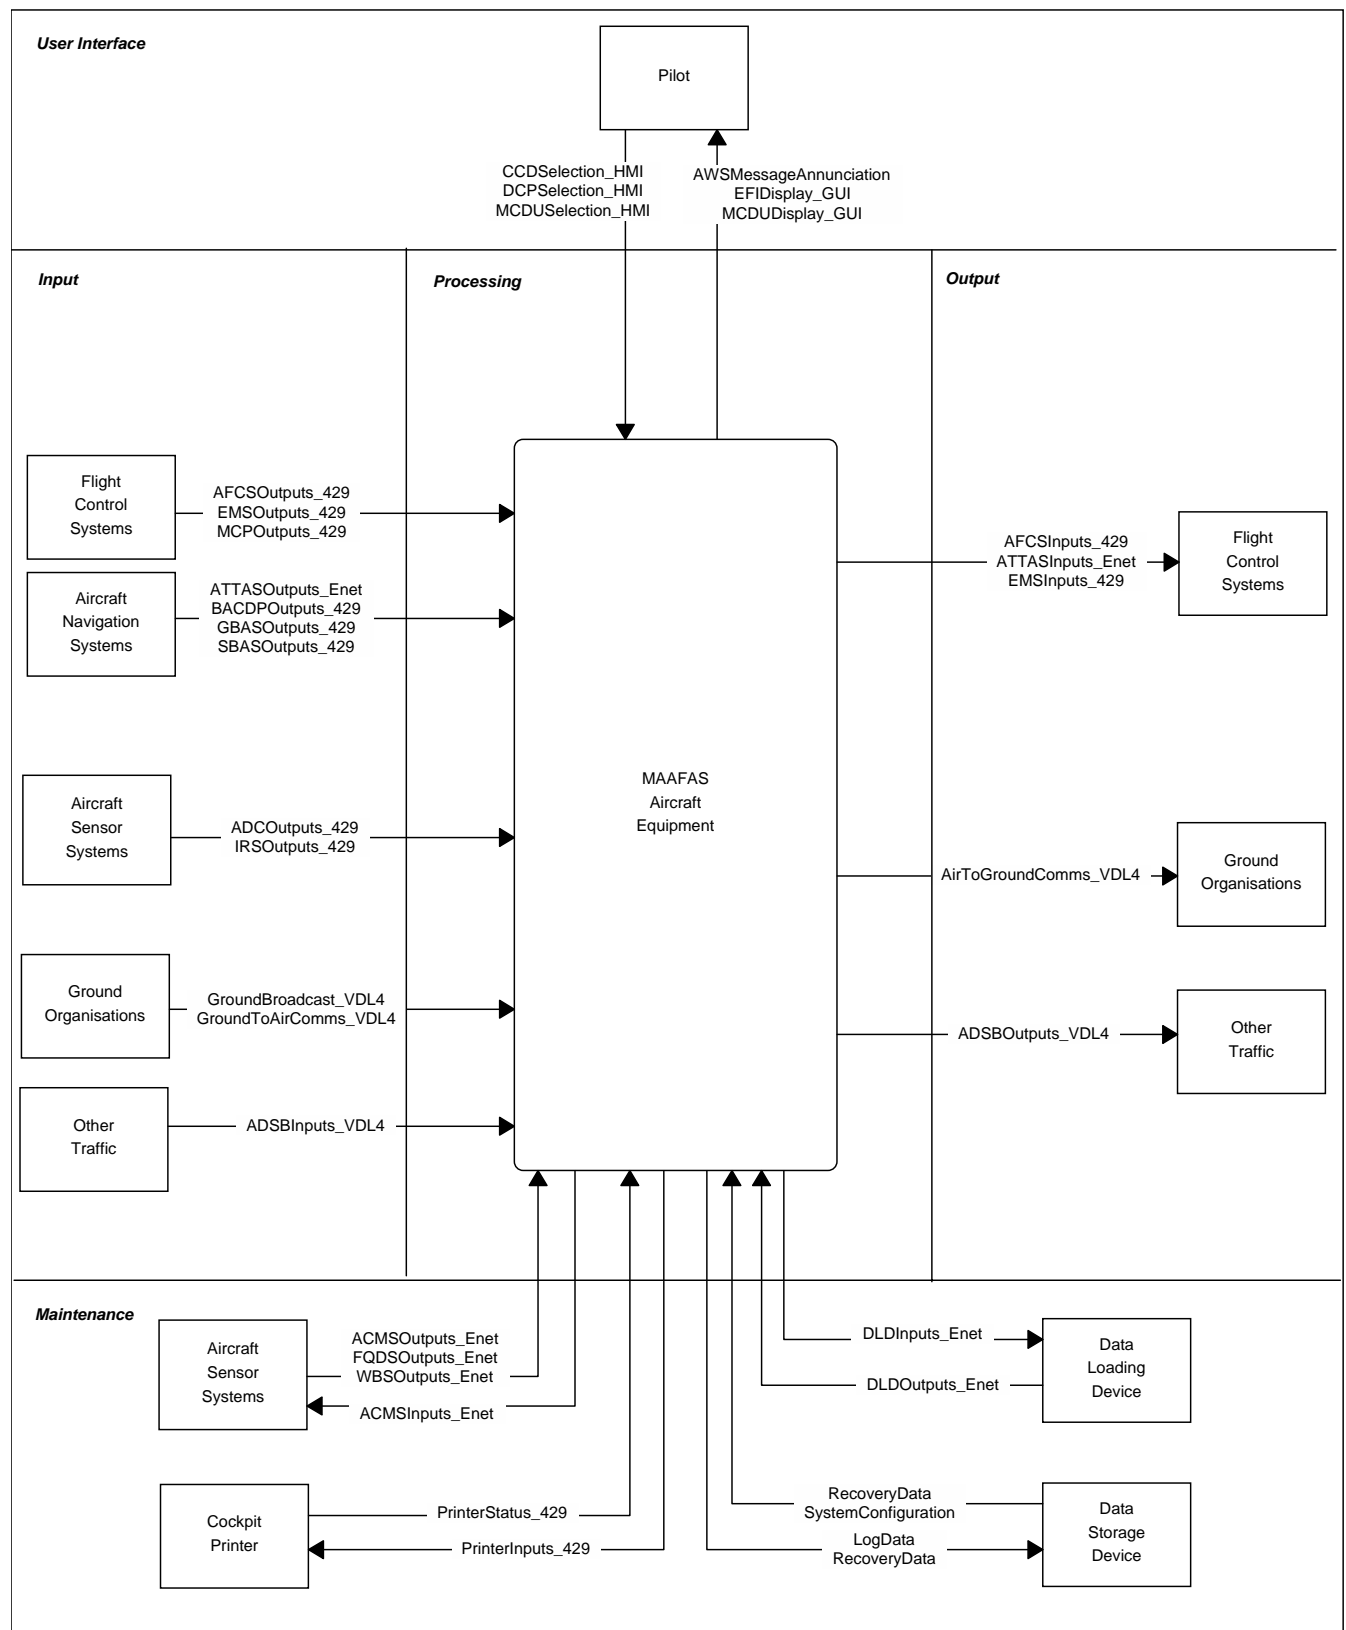 User Interface
Pilot
CCDSelection_HMI
DCPSelection_HMI
MCDUSelection_HMI
AWSMessageAnnunciation
EFIDisplay_GUI
MCDUDisplay_GUI
Input
Processing
Output
Flight
Control
Systems
AFCSOutputs_429
EMSOutputs_429
MCPOutputs_429
Aircraft
Navigation
Systems
ATTASOutputs_Enet
BACDPOutputs_429
GBASOutputs_429
SBASOutputs_429
Aircraft
Sensor
Systems
ADCOutputs_429
IRSOutputs_429
Ground
Organisations
GroundBroadcast_VDL4
GroundToAirComms_VDL4
Other
Traffic
ADSBInputs_VDL4
MAAFAS
Aircraft
Equipment
AFCSInputs_429
ATTASInputs_Enet
EMSInputs_429
Flight
Control
Systems
AirToGroundComms_VDL4
Ground
Organisations
ADSBOutputs_VDL4
Other
Traffic
Maintenance
Aircraft
Sensor
Systems
ACMSOutputs_Enet
FQDSOutputs_Enet
WBSOutputs_Enet
ACMSInputs_Enet
Cockpit
Printer
PrinterStatus_429
PrinterInputs_429
DLDInputs_Enet
DLDOutputs_Enet
Data
Loading
Device
RecoveryData
SystemConfiguration
LogData
RecoveryData
Data
Storage
Device